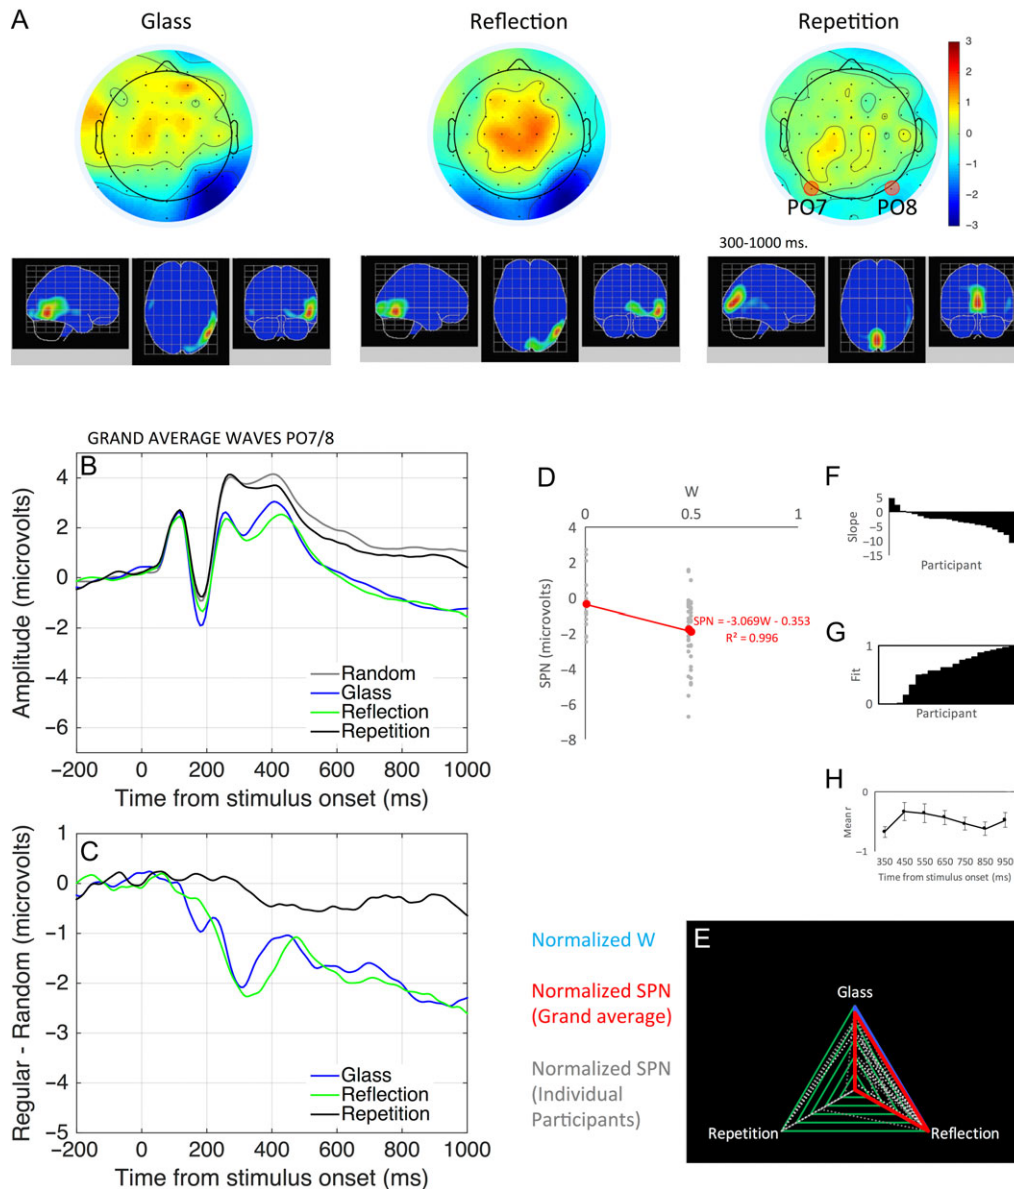 A
Glass
Reflection
Repetition
3
2
1
0
−1
−2
−3
PO7
PO8
300-1000 ms.
GRAND AVERAGE WAVES PO7/8
B
Amplitude (microvolts)
4
2
0
−2
−4
−6
Random
Glass
Reflection
Repetition
−200 0 200 400 600 800 1000
Time from stimulus onset (ms)
C
Regular - Random (microvolts)
1
0
−1
−2
−3
−4
−5
Glass
Reflection
Repetition
−200 0 200 400 600 800 1000
Time from stimulus onset (ms)
D
W
0 0.5 1
SPN (microvolts)
4
2
0
−2
−4
−6
−8
SPN = -3.069W - 0.353
R² = 0.996
F
Slope
5
0
−5
−10
−15
Participant
G
Fit
1
0
Participant
H
Mean r
0
−1
350 450 550 650 750 850 950
Time from stimulus onset (ms)
Normalized W
Normalized SPN
(Grand average)
Normalized SPN
(Individual
Participants)
E
Glass
Repetition
Reflection